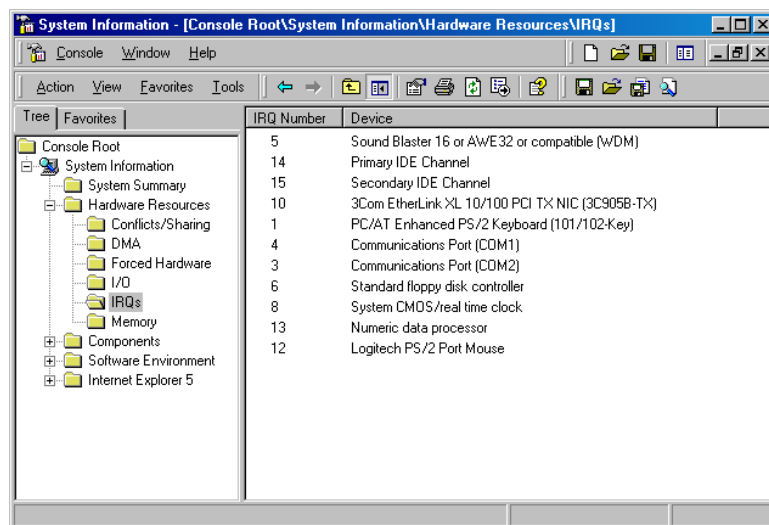 System Information - [Console Root\System Information\Hardware Resources\IRQs]
Console Window Help
Action View Favorites Tools
Tree Favorites
IRQ Number Device
Console Root
System Information
System Summary
Hardware Resources
Conflicts/Sharing
DMA
Forced Hardware
I/O
IRQs
Memory
Components
Software Environment
Internet Explorer 5
5 Sound Blaster 16 or AWE32 or compatible (WDM)
14 Primary IDE Channel
15 Secondary IDE Channel
10 3Com EtherLink XL 10/100 PCI TX NIC (3C905B-TX)
1 PC/AT Enhanced PS/2 Keyboard (101/102-Key)
4 Communications Port (COM1)
3 Communications Port (COM2)
6 Standard floppy disk controller
8 System CMOS/real time clock
13 Numeric data processor
12 Logitech PS/2 Port Mouse